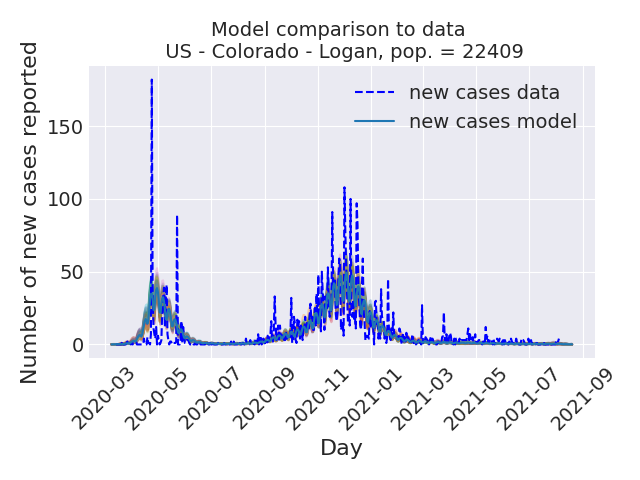 Model comparison to data
US - Colorado - Logan, pop. = 22409
Number of new cases reported
150
100
50
0
new cases data
new cases model
2020-03
2020-05
2020-07
2020-09
2020-11
2021-01
2021-03
2021-05
2021-07
2021-09
Day